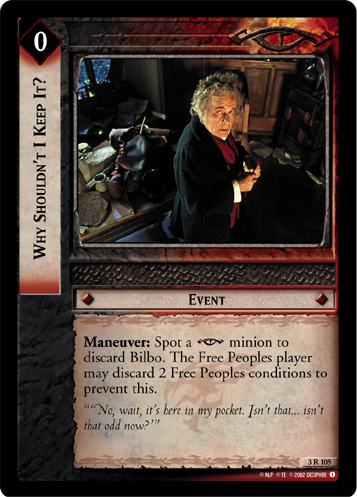 0
WHY SHOULDN'T I KEEP IT?
EVENT
Maneuver: Spot a minion to
discard Bilbo. The Free Peoples player
may discard 2 Free Peoples conditions to
prevent this.
““No, wait, it's here in my pocket. Isn't that... isn't
that odd now?’”
3 R 105
© NLP ™ TE © 2002 DECIPHER